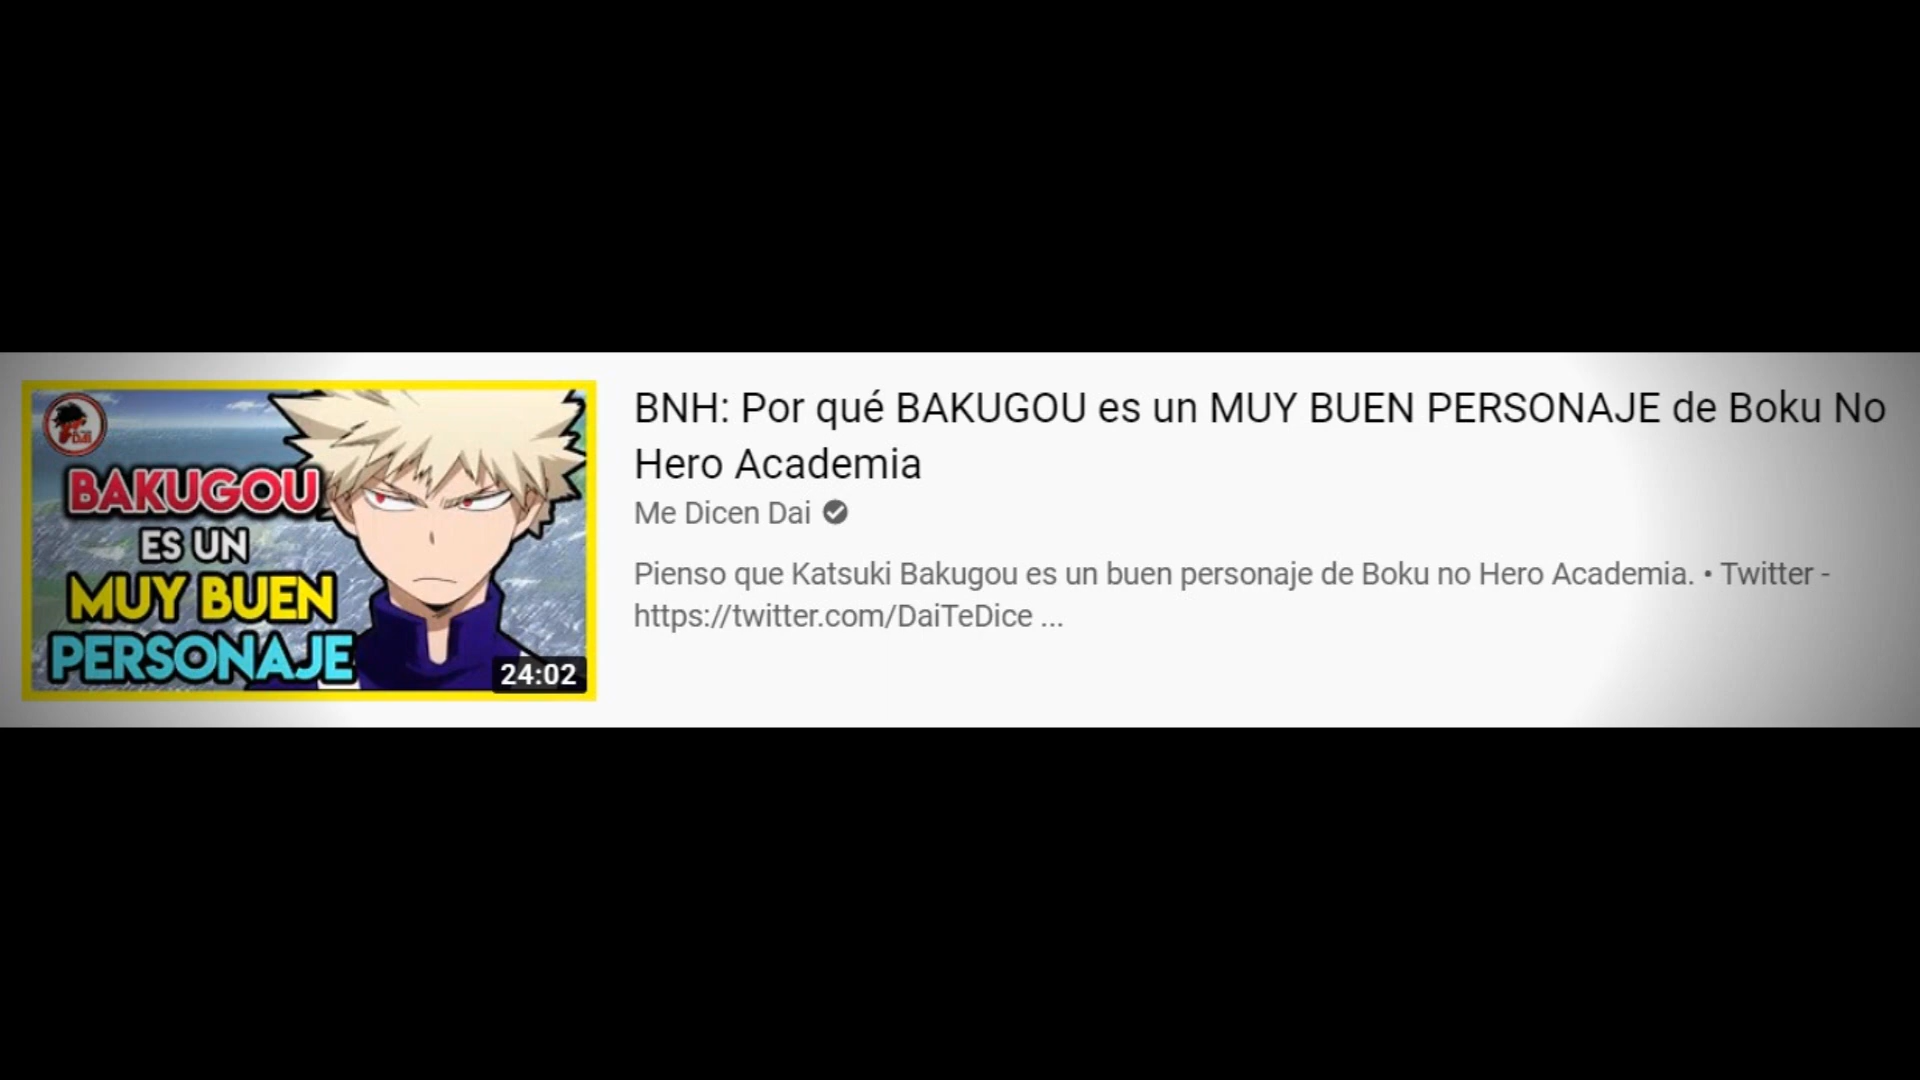 Dai
BAKUGOU
ES UN
MUY BUEN
PERSONAJE
24:02
BNH: Por qué BAKUGOU es un MUY BUEN PERSONAJE de Boku No
Hero Academia
Me Dicen Dai
Pienso que Katsuki Bakugou es un buen personaje de Boku no Hero Academia. • Twitter -
https://twitter.com/DaiTeDice ...